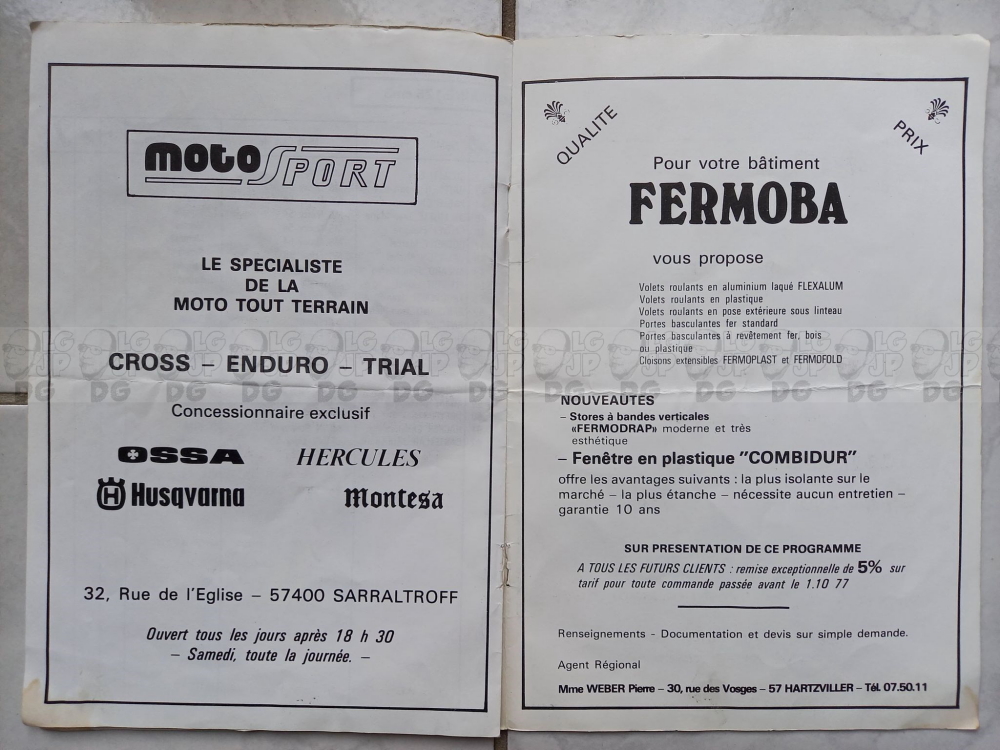 moto SPORT
LE SPECIALISTE
DE LA
MOTO TOUT TERRAIN
CROSS – ENDURO – TRIAL
Concessionnaire exclusif
OSSA HERCULES
Husqvarna Montesa
32, Rue de l'Eglise – 57400 SARRALTROFF
Ouvert tous les jours après 18 h 30
– Samedi, toute la journée. –
QUALITE
PRIX
Pour votre bâtiment
FERMOBA
vous propose
Volets roulants en aluminium laqué FLEXALUM
Volets roulants en plastique
Volets roulants en pose extérieure sous linteau
Portes basculantes fer standard
Portes basculantes à revêtement fer, bois
ou plastique
Cloisons extensibles FERMOPLAST et FERMOFOLD
NOUVEAUTES
– Stores à bandes verticales
«FERMODRAP» moderne et très
esthétique
– Fenêtre en plastique "COMBIDUR"
offre les avantages suivants : la plus isolante sur le
marché – la plus étanche – nécessite aucun entretien –
garantie 10 ans
SUR PRESENTATION DE CE PROGRAMME
A TOUS LES FUTURS CLIENTS : remise exceptionnelle de 5% sur
tarif pour toute commande passée avant le 1.10 77
Renseignements - Documentation et devis sur simple demande.
Agent Régional
Mme WEBER Pierre – 30, rue des Vosges – 57 HARTZVILLER – Tél. 07.50.11